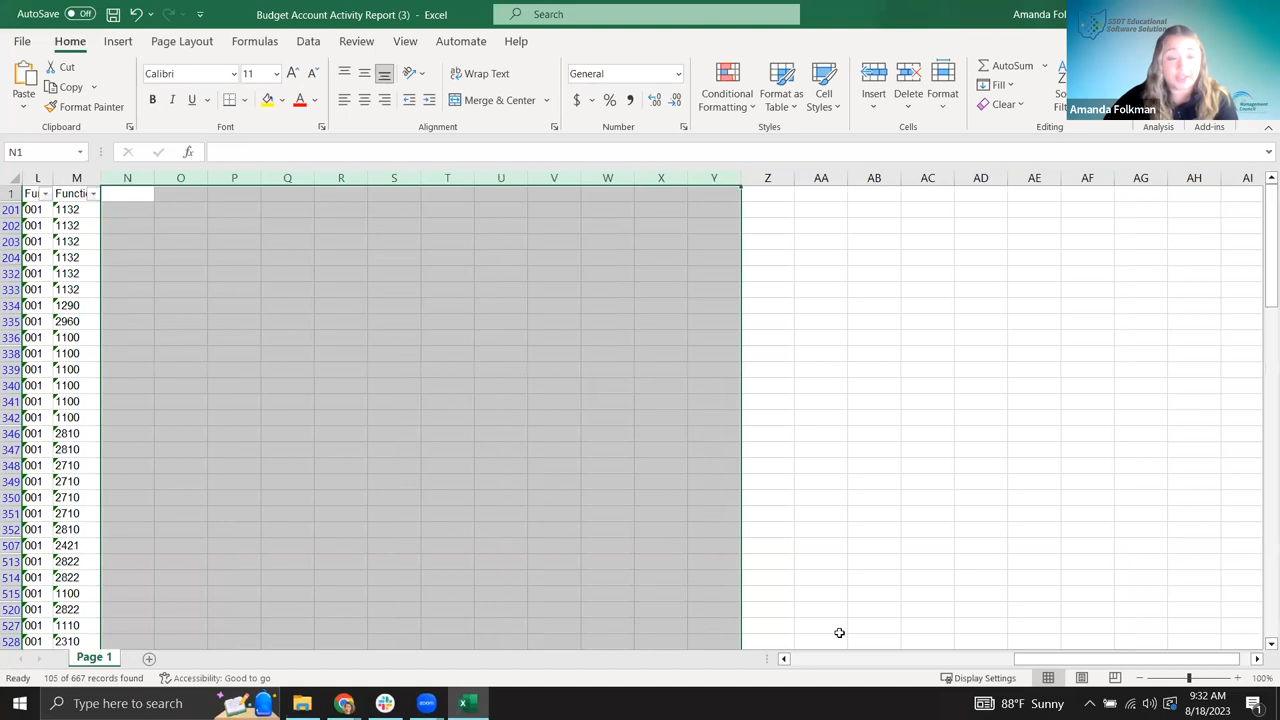 AutoSave Off Budget Account Activity Report (3) - Excel Search Amanda Fol
SSDT Educational
Software Solutions
Amanda Folkman
Management
Council
File Home Insert Page Layout Formulas Data Review View Automate Help
Paste Cut Copy Format Painter
Clipboard
Calibri 11
B I U A
Font
Wrap Text
Merge & Center
Alignment
General
$ % 9
Number
Conditional Formatting Format as Table Cell Styles
Styles
Insert Delete Format
Cells
AutoSum
Fill
Clear
Editing Analysis Add-ins
N1 fx
L M N O P Q R S T U V W X Y Z AA AB AC AD AE AF AG AH AI
1 Fu Functi
201 001 1132
202 001 1132
203 001 1132
204 001 1132
332 001 1132
333 001 1132
334 001 1290
335 001 2960
336 001 1100
338 001 1100
339 001 1100
340 001 1100
341 001 1100
342 001 1100
346 001 2810
347 001 2810
348 001 2710
349 001 2710
350 001 2710
351 001 2710
352 001 2810
507 001 2421
513 001 2822
514 001 2822
515 001 1100
520 001 2822
527 001 1110
528 001 2310
Page 1
Ready 105 of 667 records found Accessibility: Good to go Display Settings 100%
Type here to search zoom 88°F Sunny 9:32 AM
8/18/2023